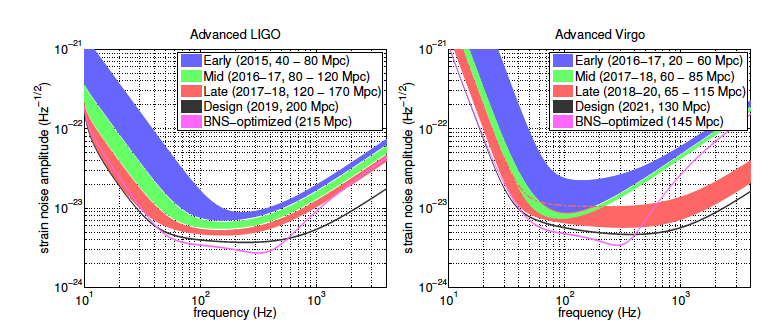 Advanced LIGO
10⁻²¹
10⁻²²
10⁻²³
10⁻²⁴
strain noise amplitude (Hz⁻¹/²)
Early (2015, 40 – 80 Mpc)
Mid (2016–17, 80 – 120 Mpc)
Late (2017–18, 120 – 170 Mpc)
Design (2019, 200 Mpc)
BNS–optimized (215 Mpc)
10¹
10²
10³
frequency (Hz)
Advanced Virgo
10⁻²¹
10⁻²²
10⁻²³
10⁻²⁴
strain noise amplitude (Hz⁻¹/²)
Early (2016–17, 20 – 60 Mpc)
Mid (2017–18, 60 – 85 Mpc)
Late (2018–20, 65 – 115 Mpc)
Design (2021, 130 Mpc)
BNS–optimized (145 Mpc)
10¹
10²
10³
frequency (Hz)